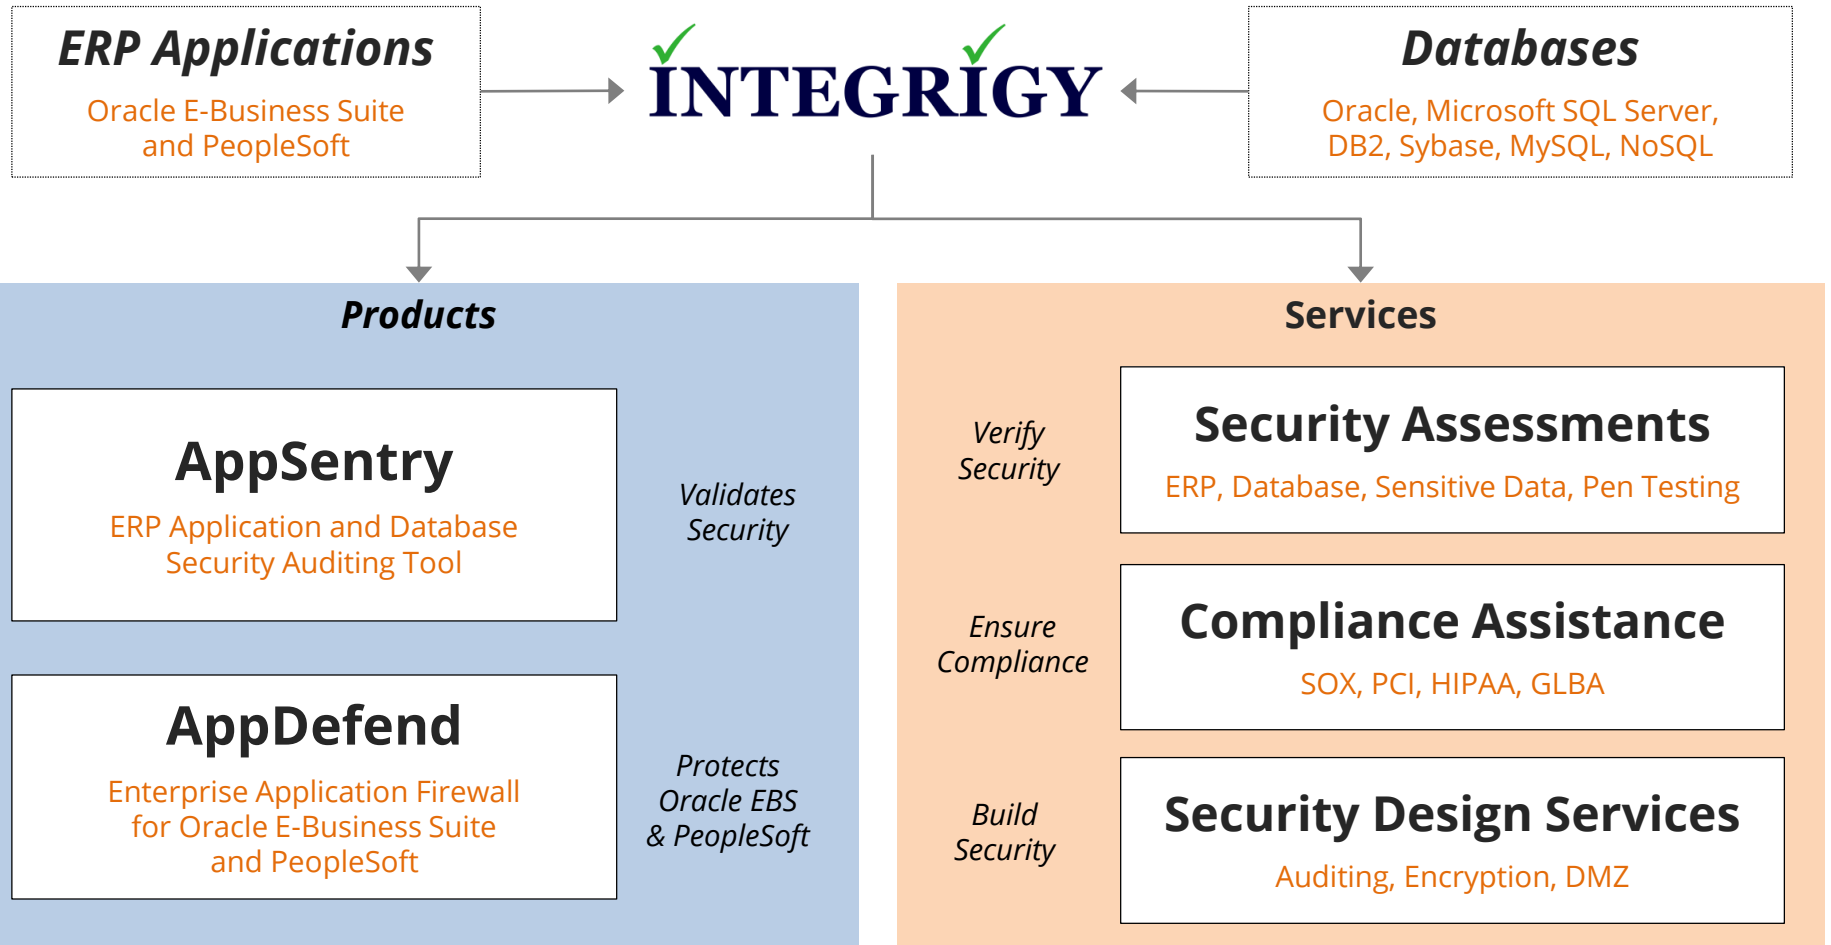 ERP Applications
Oracle E-Business Suite
and PeopleSoft
INTEGRIGY
Databases
Oracle, Microsoft SQL Server,
DB2, Sybase, MySQL, NoSQL
Products
AppSentry
ERP Application and Database
Security Auditing Tool
Validates
Security
AppDefend
Enterprise Application Firewall
for Oracle E-Business Suite
and PeopleSoft
Protects
Oracle EBS
& PeopleSoft
Services
Verify
Security
Security Assessments
ERP, Database, Sensitive Data, Pen Testing
Ensure
Compliance
Compliance Assistance
SOX, PCI, HIPAA, GLBA
Build
Security
Security Design Services
Auditing, Encryption, DMZ